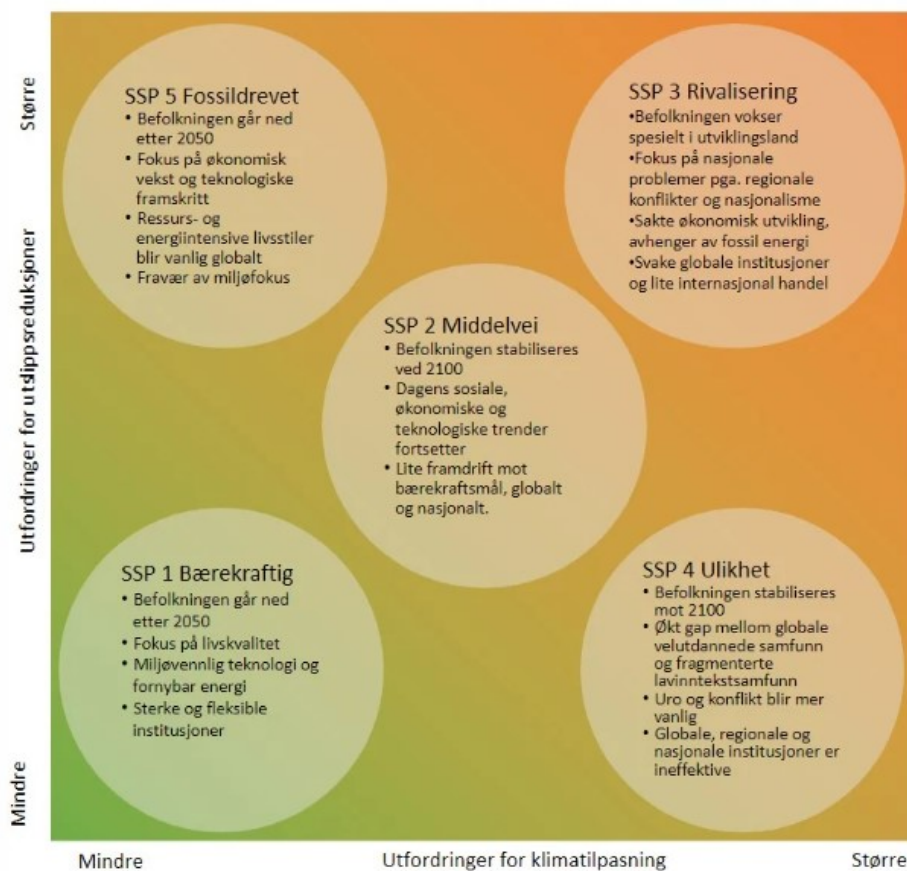 Større
Utfordringer for utslippsreduksjoner
Mindre
SSP 5 Fossildrevet
• Befolkningen går ned
etter 2050
• Fokus på økonomisk
vekst og teknologiske
framskritt
• Ressurs- og
energiintensive livsstiler
blir vanlig globalt
• Fravær av miljøfokus
SSP 3 Rivalisering
•Befolkningen vokser
spesielt i utviklingsland
•Fokus på nasjonale
problemer pga. regionale
konflikter og nasjonalisme
•Sakte økonomisk utvikling,
avhenger av fossil energi
•Svake globale institusjoner
og lite internasjonal handel
SSP 2 Middelvei
• Befolkningen stabiliseres
ved 2100
• Dagens sosiale,
økonomiske og
teknologiske trender
fortsetter
• Lite framdrift mot
bærekraftsmål, globalt
og nasjonalt.
SSP 1 Bærekraftig
• Befolkningen går ned
etter 2050
• Fokus på livskvalitet
• Miljøvennlig teknologi og
fornybar energi
• Sterke og fleksible
institusjoner
SSP 4 Ulikhet
• Befolkningen stabiliseres
mot 2100
• Økt gap mellom globale
velutdannede samfunn
og fragmenterte
lavinntekstsamfunn
• Uro og konflikt blir mer
vanlig
• Globale, regionale og
nasjonale institusjoner er
ineffektive
Mindre
Utfordringer for klimatilpasning
Større